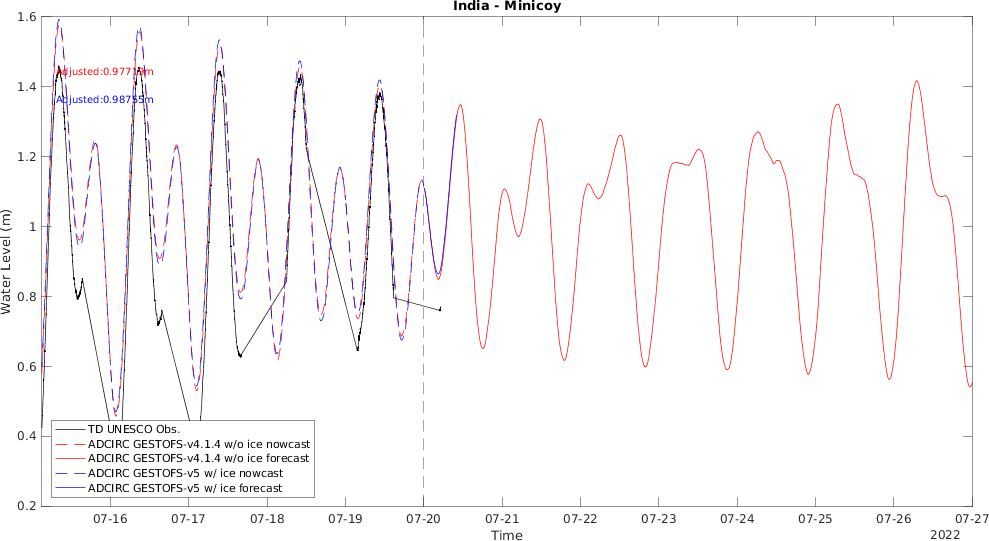 India - Minicoy
1.6
1.4
1.2
1
0.8
0.6
0.4
0.2
Water Level (m)
Adjusted:0.98755m
TD UNESCO Obs.
ADCIRC GESTOFS-v4.1.4 w/o ice nowcast
ADCIRC GESTOFS-v4.1.4 w/o ice forecast
ADCIRC GESTOFS-v5 w/ ice nowcast
ADCIRC GESTOFS-v5 w/ ice forecast
07-16 07-17 07-18 07-19 07-20 07-21 07-22 07-23 07-24 07-25 07-26 07-27
Time
2022